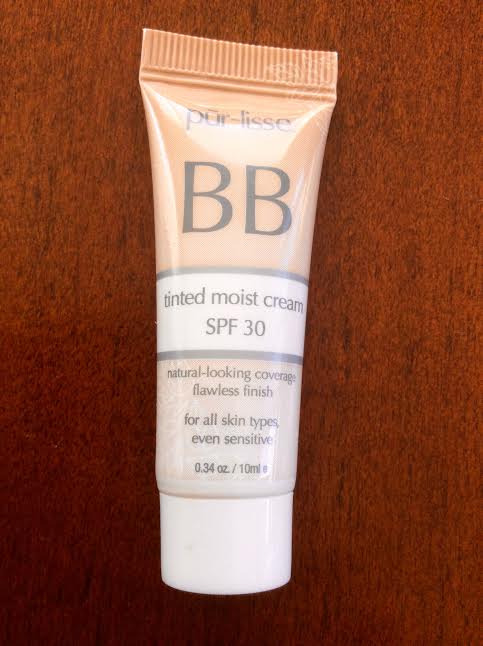 pūr-lisse
BB
tinted moist cream
SPF 30
natural-looking coverage
flawless finish
for all skin types,
even sensitive
0.34 oz. / 10ml e